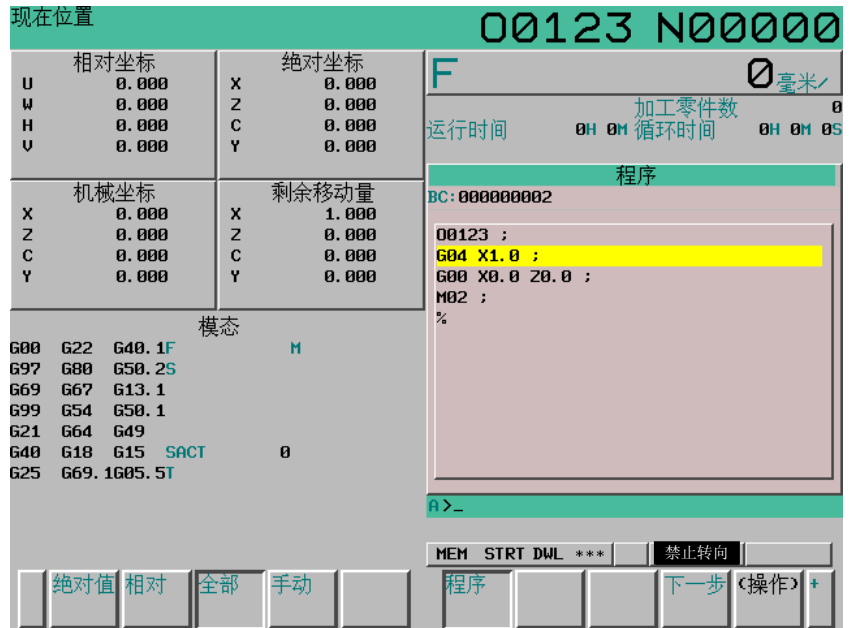 现在位置
O0123 N00000
相对坐标
U 0.000
W 0.000
H 0.000
V 0.000
绝对坐标
X 0.000
Z 0.000
C 0.000
Y 0.000
机械坐标
X 0.000
Z 0.000
C 0.000
Y 0.000
剩余移动量
X 1.000
Z 0.000
C 0.000
Y 0.000
模态
G00 G22 G40.1F M
G97 G80 G50.2S
G69 G67 G13.1
G99 G54 G50.1
G21 G64 G49
G40 G18 G15 SACT 0
G25 G69.1G05.5T
F 0毫米/
加工零件数 0
运行时间 0H 0M 循环时间 0H 0M 0S
程序
BC:000000002
O0123 ;
G04 X1.0 ;
G00 X0.0 Z0.0 ;
M02 ;
%
A>_
MEM STRT DWL *** 禁止转向
绝对值 相对 全部 手动 程序 下一步 (操作) +